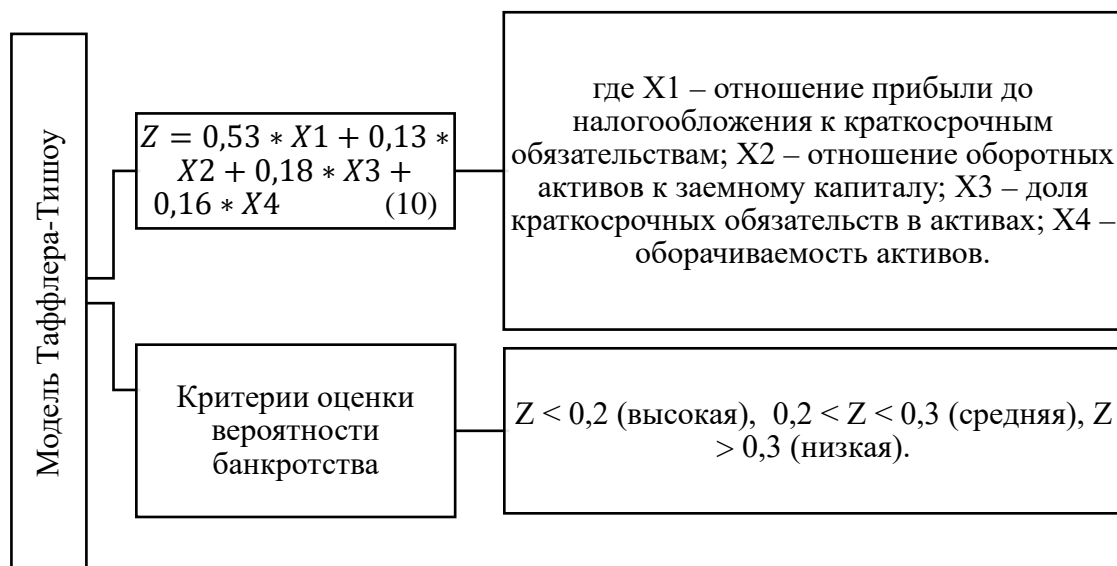 Модель Таффлера-Тишоу
Z = 0,53 * X1 + 0,13 *
X2 + 0,18 * X3 +
0,16 * X4 (10)
где X1 – отношение прибыли до
налогообложения к краткосрочным
обязательствам; X2 – отношение оборотных
активов к заемному капиталу; X3 – доля
краткосрочных обязательств в активах; X4 –
оборачиваемость активов.
Критерии оценки
вероятности
банкротства
Z < 0,2 (высокая), 0,2 < Z < 0,3 (средняя), Z
> 0,3 (низкая).